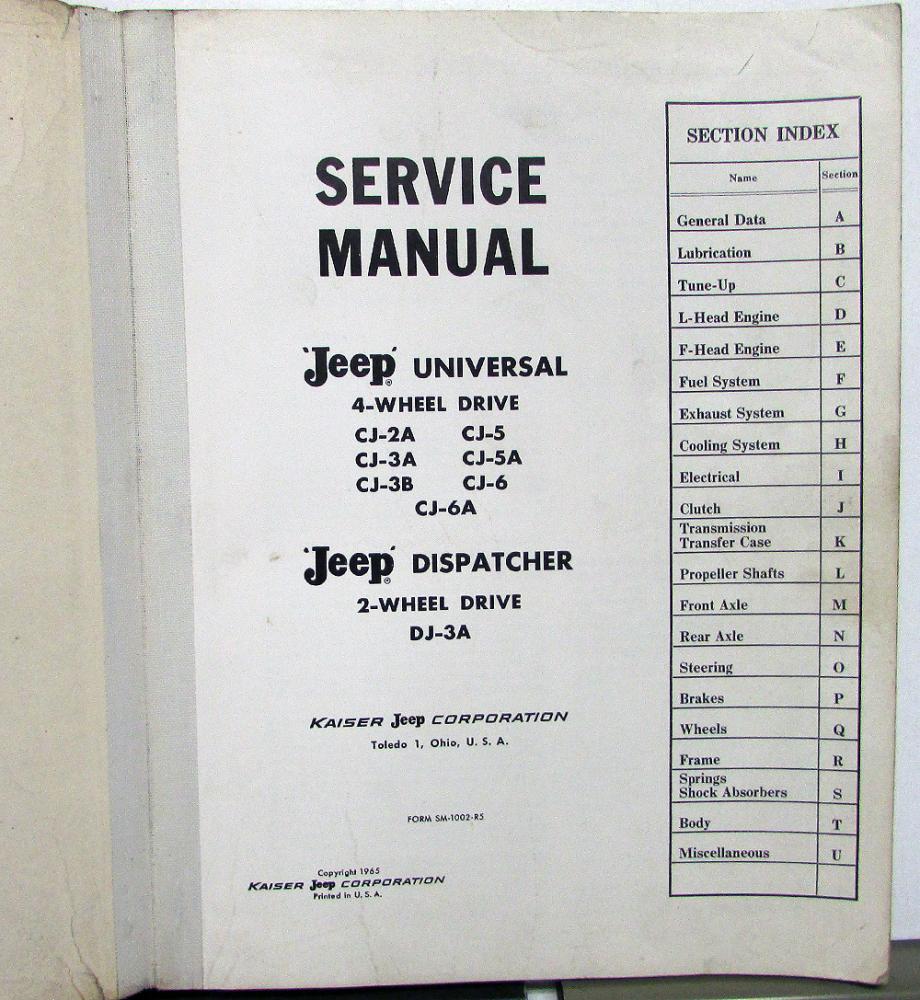 SERVICE
MANUAL
'Jeep'® UNIVERSAL
4-WHEEL DRIVE
CJ-2A CJ-5
CJ-3A CJ-5A
CJ-3B CJ-6
CJ-6A
'Jeep'® DISPATCHER
2-WHEEL DRIVE
DJ-3A
KAISER Jeep CORPORATION
Toledo 1, Ohio, U. S. A.
FORM SM-1002-R5
Copyright 1965
KAISER Jeep CORPORATION
Printed in U. S. A.
SECTION INDEX
Name Section
General Data A
Lubrication B
Tune-Up C
L-Head Engine D
F-Head Engine E
Fuel System F
Exhaust System G
Cooling System H
Electrical I
Clutch J
Transmission
Transfer Case K
Propeller Shafts L
Front Axle M
Rear Axle N
Steering O
Brakes P
Wheels Q
Frame R
Springs
Shock Absorbers S
Body T
Miscellaneous U